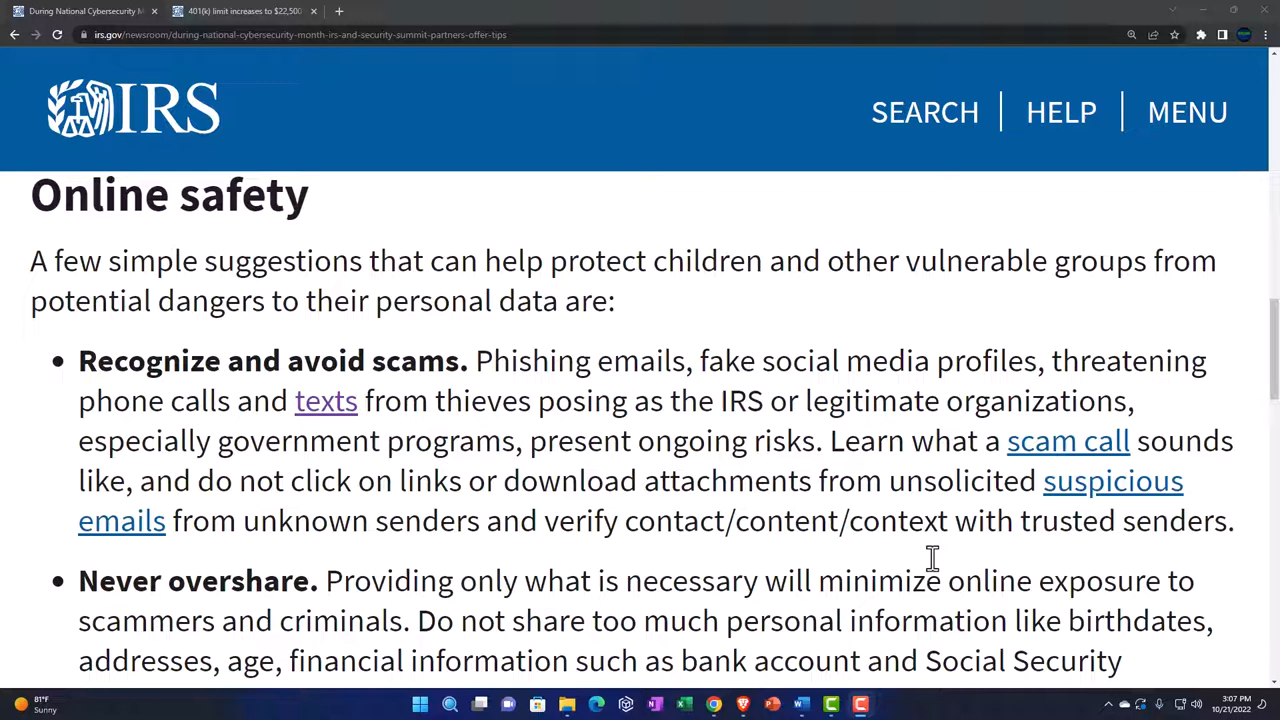 During National Cybersecurity M
401(k) limit increases to $22,500
irs.gov/newsroom/during-national-cybersecurity-month-irs-and-security-summit-partners-offer-tips
IRS
SEARCH
HELP
MENU
Online safety
A few simple suggestions that can help protect children and other vulnerable groups from
potential dangers to their personal data are:
Recognize and avoid scams. Phishing emails, fake social media profiles, threatening
phone calls and texts from thieves posing as the IRS or legitimate organizations,
especially government programs, present ongoing risks. Learn what a scam call sounds
like, and do not click on links or download attachments from unsolicited suspicious
emails from unknown senders and verify contact/content/context with trusted senders.
Never overshare. Providing only what is necessary will minimize online exposure to
scammers and criminals. Do not share too much personal information like birthdates,
addresses, age, financial information such as bank account and Social Security
81°F
Sunny
3:07 PM
10/21/2022